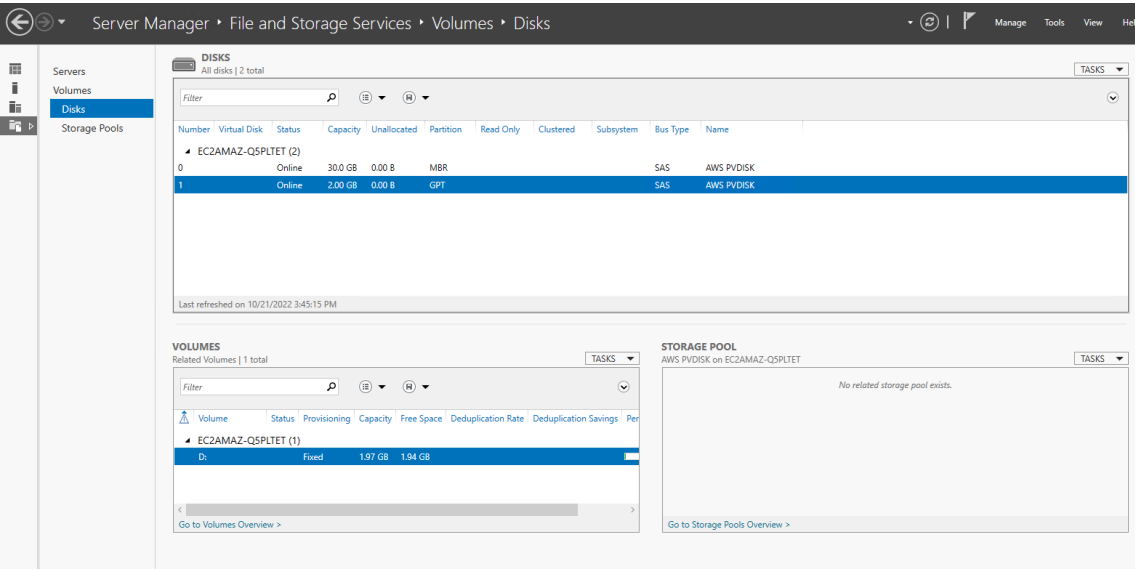 Server Manager ‣ File and Storage Services ‣ Volumes ‣ Disks
Manage Tools View Hel
Servers
Volumes
Disks
Storage Pools
DISKS
All disks | 2 total
TASKS
Filter
Number Virtual Disk Status Capacity Unallocated Partition Read Only Clustered Subsystem Bus Type Name
EC2AMAZ-Q5PLTET (2)
0 Online 30.0 GB 0.00 B MBR SAS AWS PVDISK
1 Online 2.00 GB 0.00 B GPT SAS AWS PVDISK
Last refreshed on 10/21/2022 3:45:15 PM
VOLUMES
Related Volumes | 1 total
TASKS
Filter
Volume Status Provisioning Capacity Free Space Deduplication Rate Deduplication Savings Per
EC2AMAZ-Q5PLTET (1)
D: Fixed 1.97 GB 1.94 GB
Go to Volumes Overview >
STORAGE POOL
AWS PVDISK on EC2AMAZ-Q5PLTET
TASKS
No related storage pool exists.
Go to Storage Pools Overview >